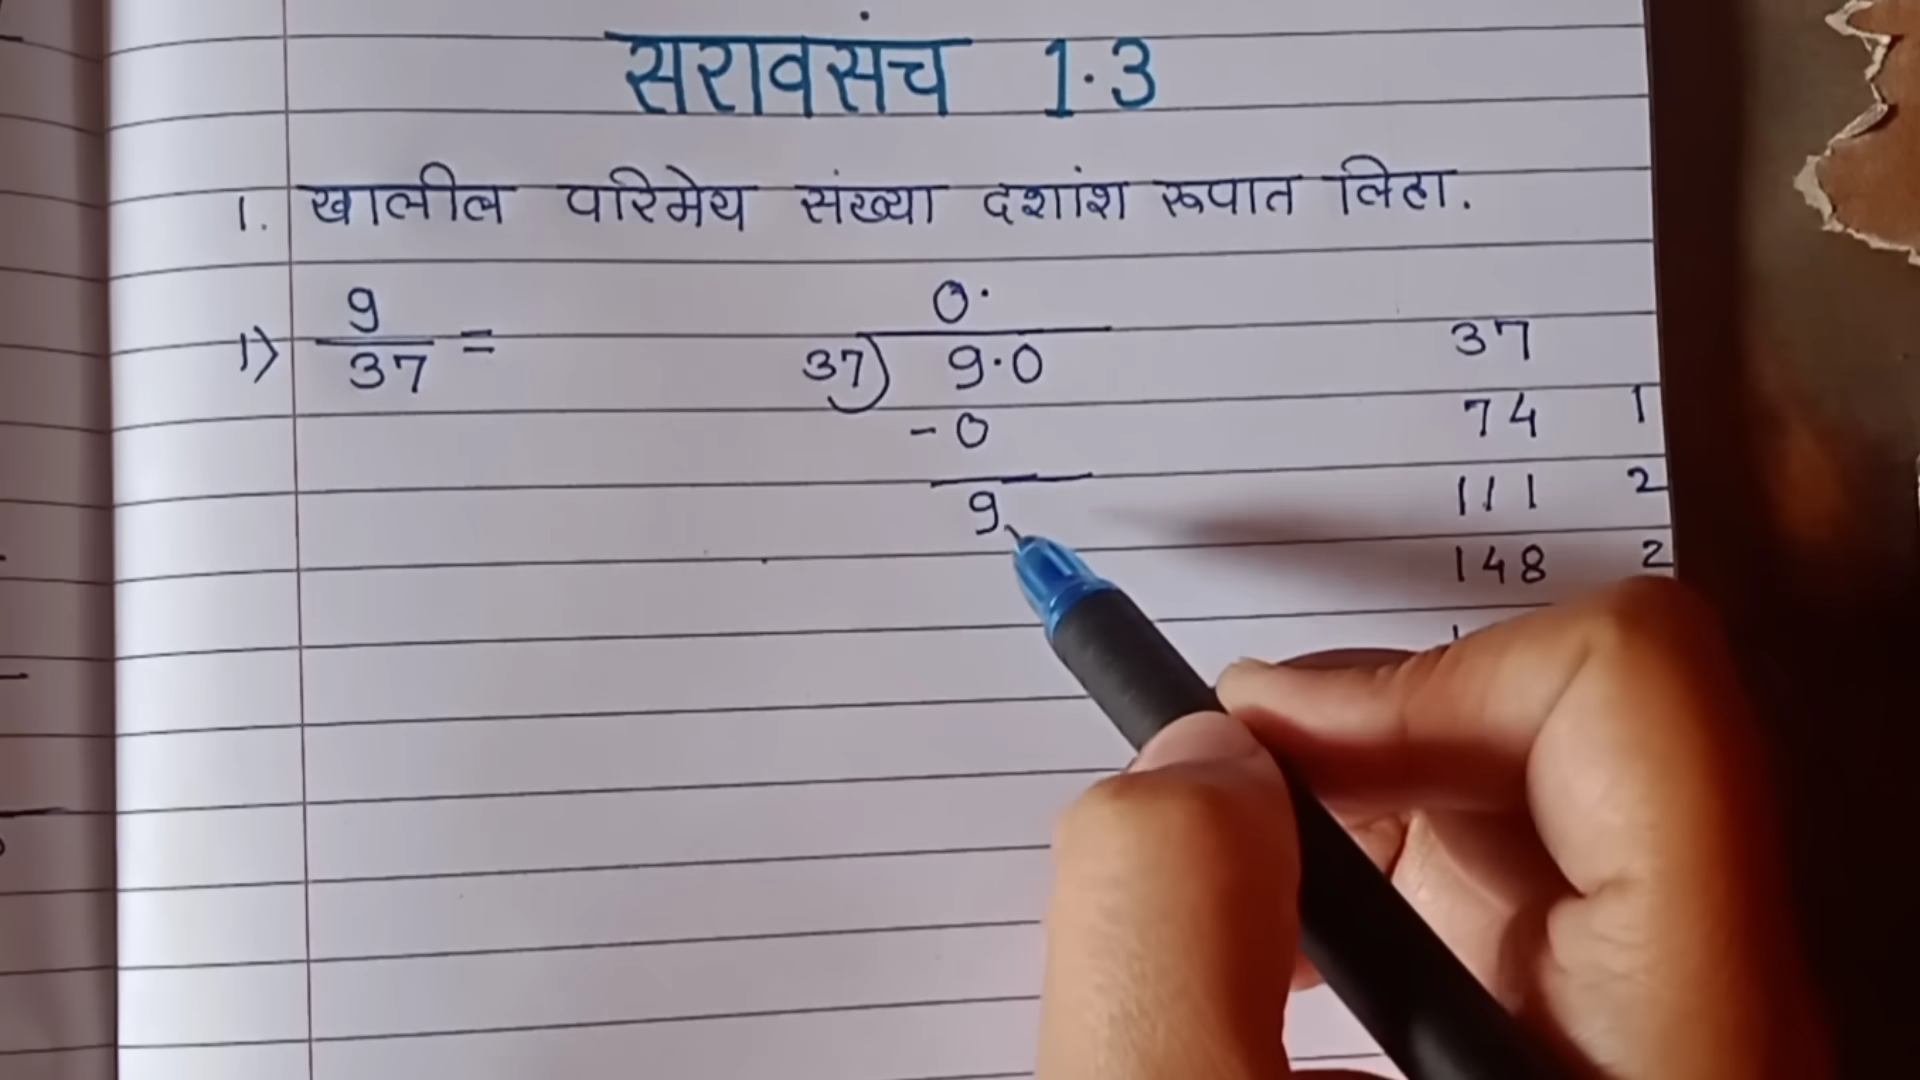 सरावसंच 1.3
1. खालील परिमेय संख्या दशांश रूपात लिहा.
1) 9/37 =
0.
37) 9.0
- 0
9
37
74 1
111 2
148 2